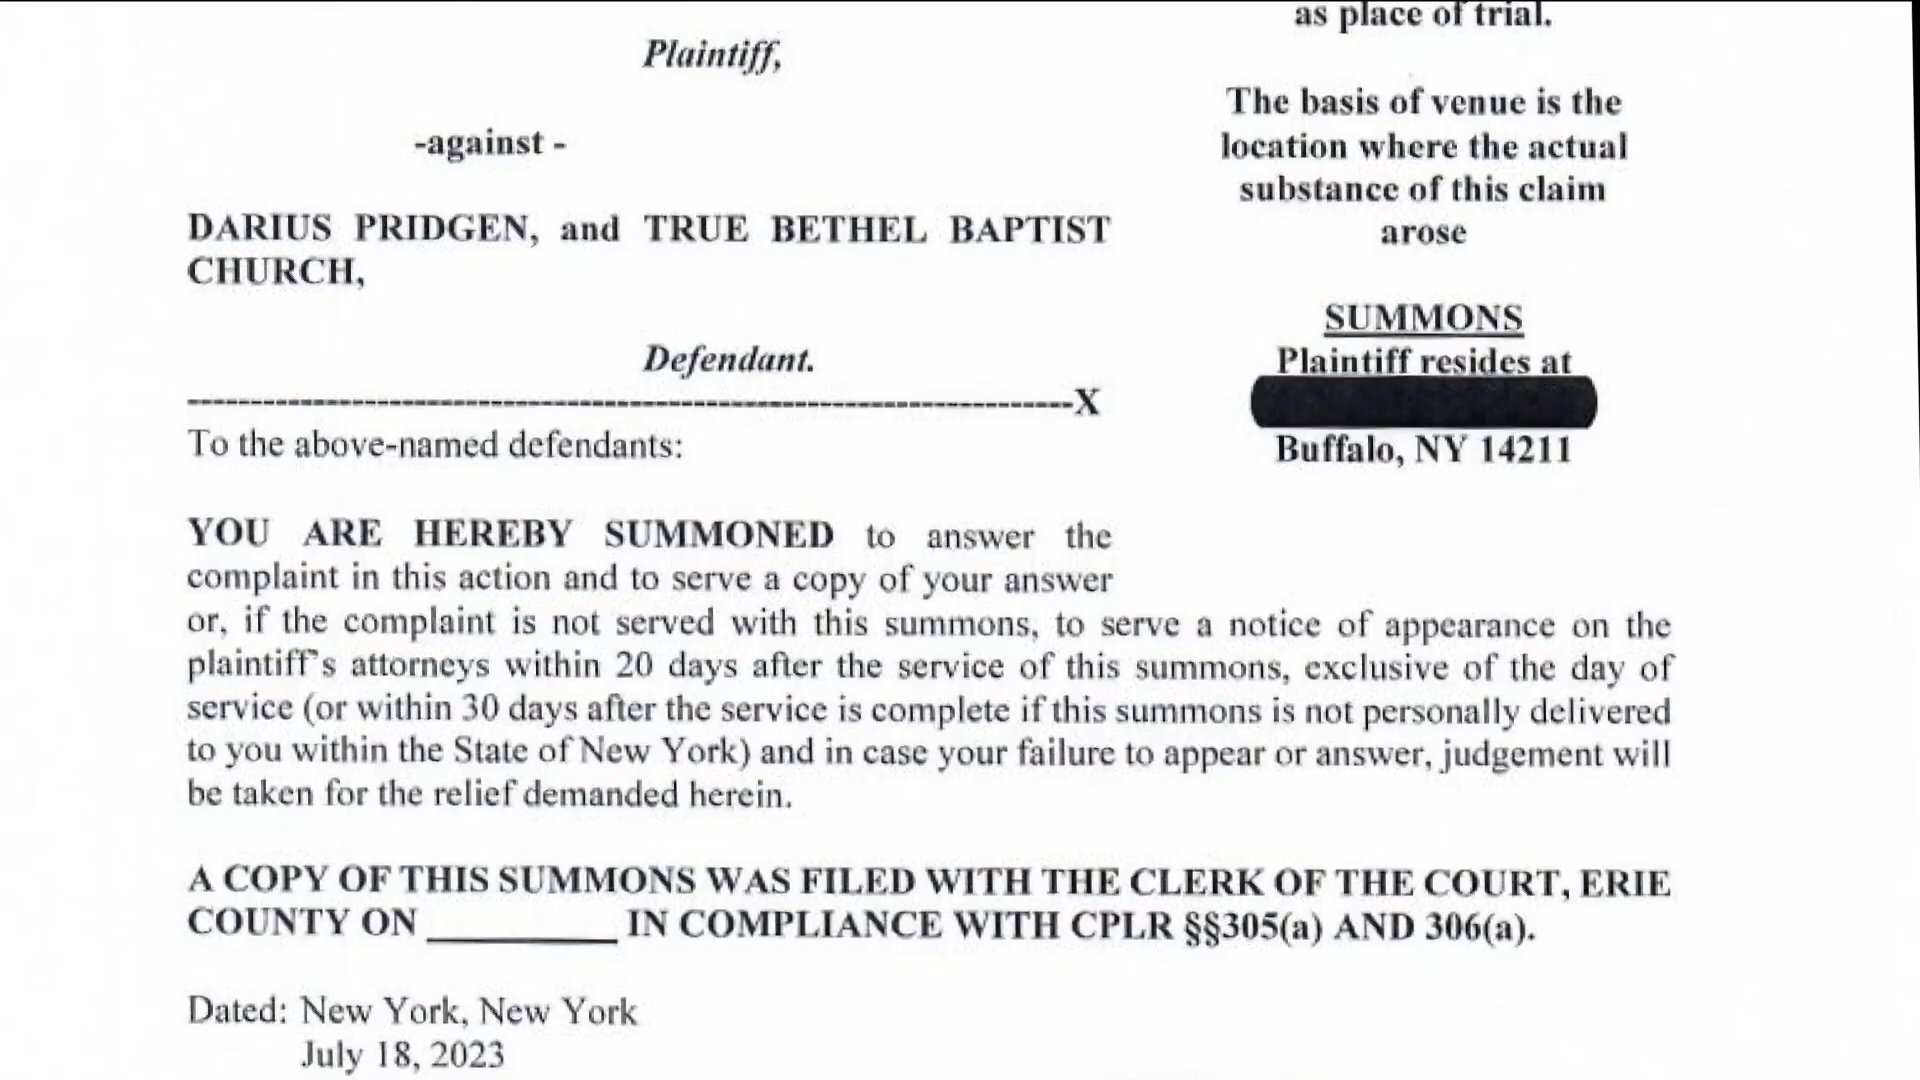 as place of trial.
Plaintiff,
The basis of venue is the
-against -
location where the actual
substance of this claim
DARIUS PRIDGEN, and TRUE BETHEL BAPTIST
arose
CHURCH,
SUMMONS
Defendant.
Plaintiff resides at
---------------------------------------------------------------------X
To the above-named defendants:
Buffalo, NY 14211
YOU ARE HEREBY SUMMONED to answer the
complaint in this action and to serve a copy of your answer
or, if the complaint is not served with this summons, to serve a notice of appearance on the
plaintiff's attorneys within 20 days after the service of this summons, exclusive of the day of
service (or within 30 days after the service is complete if this summons is not personally delivered
to you within the State of New York) and in case your failure to appear or answer, judgement will
be taken for the relief demanded herein.
A COPY OF THIS SUMMONS WAS FILED WITH THE CLERK OF THE COURT, ERIE
COUNTY ON __________ IN COMPLIANCE WITH CPLR §§305(a) AND 306(a).
Dated: New York, New York
July 18, 2023